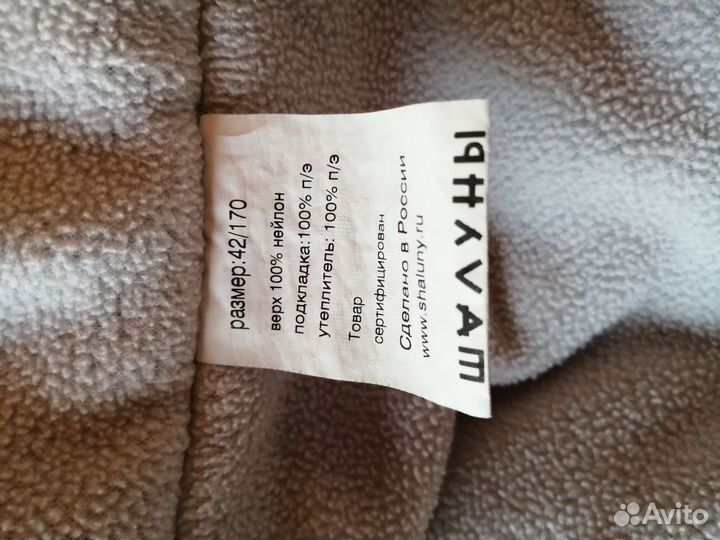 размер:42/170
верх 100% нейлон
подкладка:100% п/э
утеплитель: 100% п/э
Товар
сертифицирован
Сделано в России
www.shaluny.ru
ШАЛУНЫ
Avito